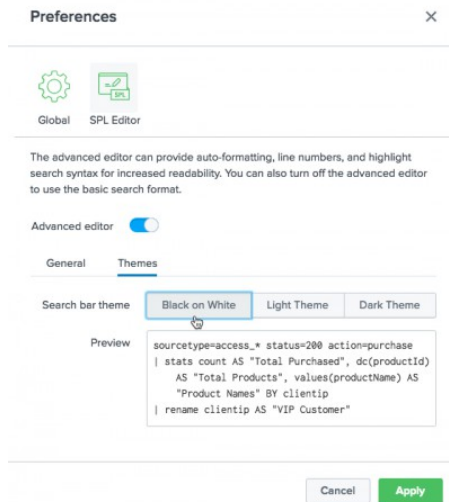 Preferences
SPL
Global SPL Editor
The advanced editor can provide auto-formatting, line numbers, and highlight
search syntax for increased readability. You can also turn off the advanced editor
to use the basic search format.
Advanced editor
General Themes
Search bar theme Black on White Light Theme Dark Theme
Preview
sourcetype=access_* status=200 action=purchase
| stats count AS "Total Purchased", dc(productId)
AS "Total Products", values(productName) AS
"Product Names" BY clientip
| rename clientip AS "VIP Customer"
Cancel Apply